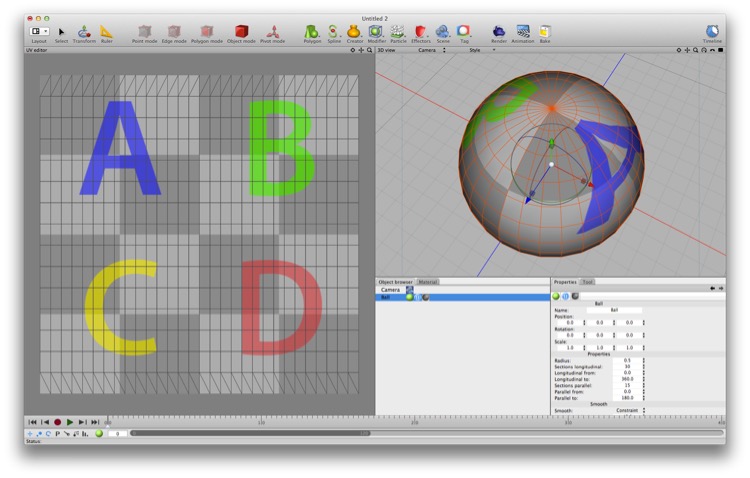 Untitled 2
Layout Select Transform Ruler Point mode Edge mode Polygon mode Object mode Pivot mode Polygon Spline Creator Modifier Particle Effectors Scene Tag Render Animation Bake Timeline
UV editor
3D view Camera Style
A B
C D
Object browser Material
Camera
Ball
Properties Tool
Ball
Name: Ball
Position:
0.0 0.0 0.0
Rotation:
0.0 0.0 0.0
Scale:
1.0 1.0 1.0
Properties
Radius: 0.5
Sections longitudinal: 30
Longitudinal from: 0.0
Longitudinal to: 360.0
Sections parallel: 15
Parallel from: 0.0
Parallel to: 180.0
Smooth
Smooth: Constraint
0
Status: